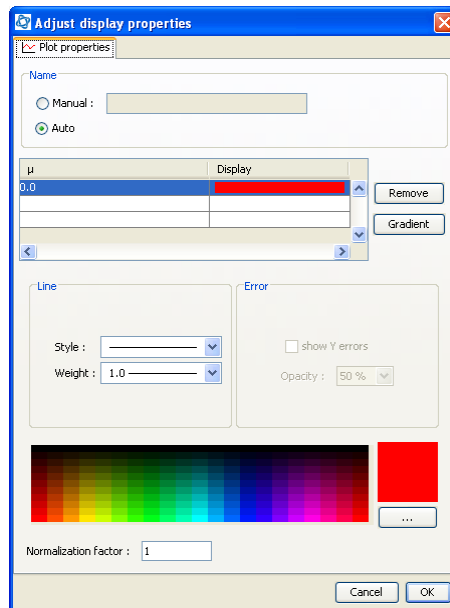 Adjust display properties
Plot properties
Name
Manual :
Auto
µ Display
0.0
Remove
Gradient
Line Error
Style :
show Y errors
Weight : 1.0
Opacity : 50 %
...
Normalization factor : 1
Cancel OK